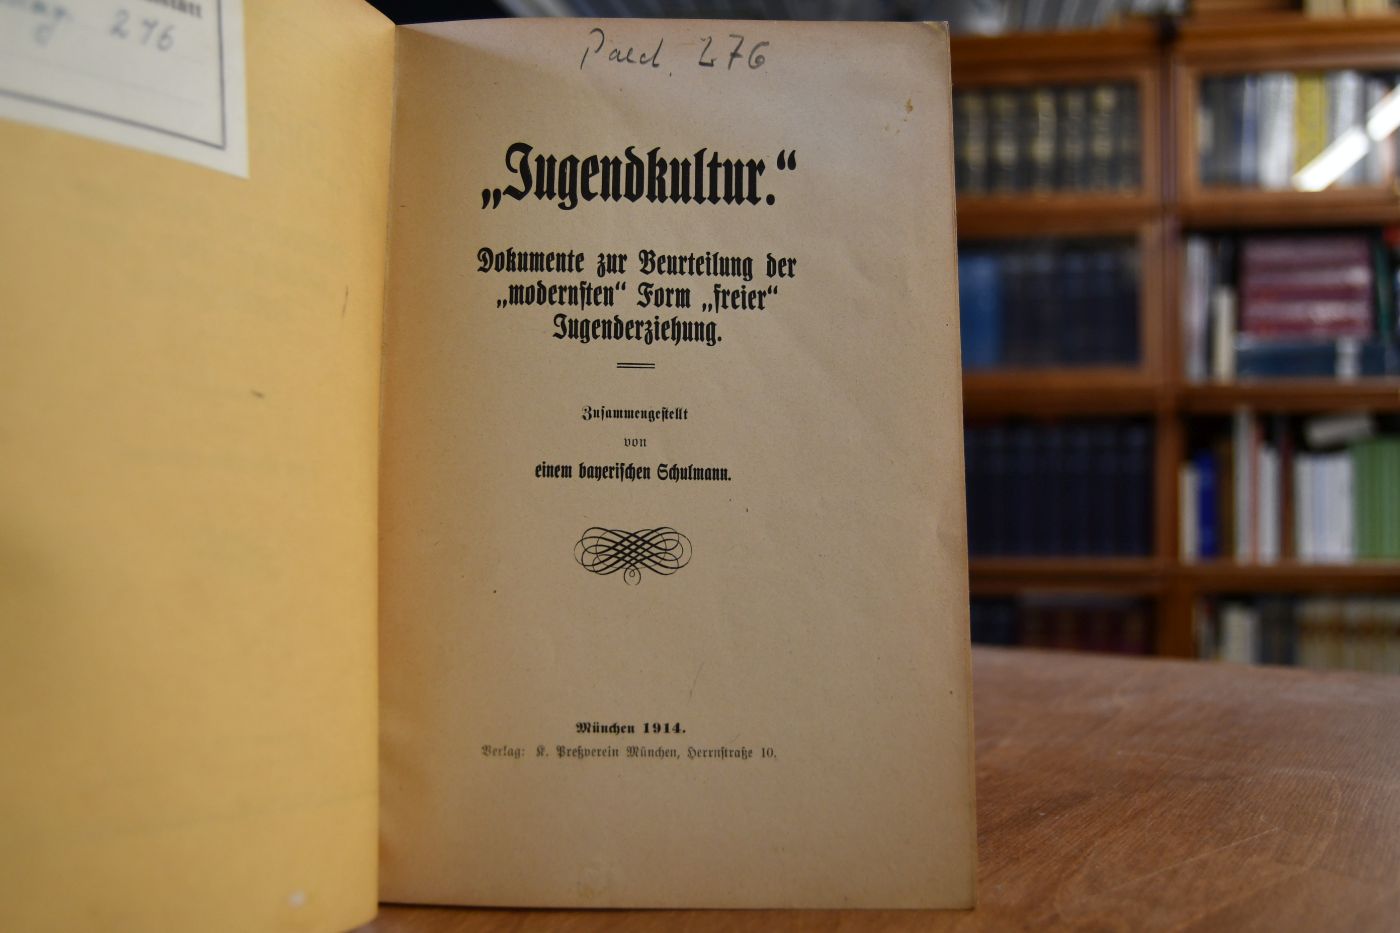 276
Paed. 276
„Jugendkultur.“
Dokumente zur Beurteilung der
„modernsten“ Form „freier“
Jugenderziehung.
Zusammengestellt
von
einem bayerischen Schulmann.
München 1914.
Verlag: K. Preßverein München, Herrnstraße 10.